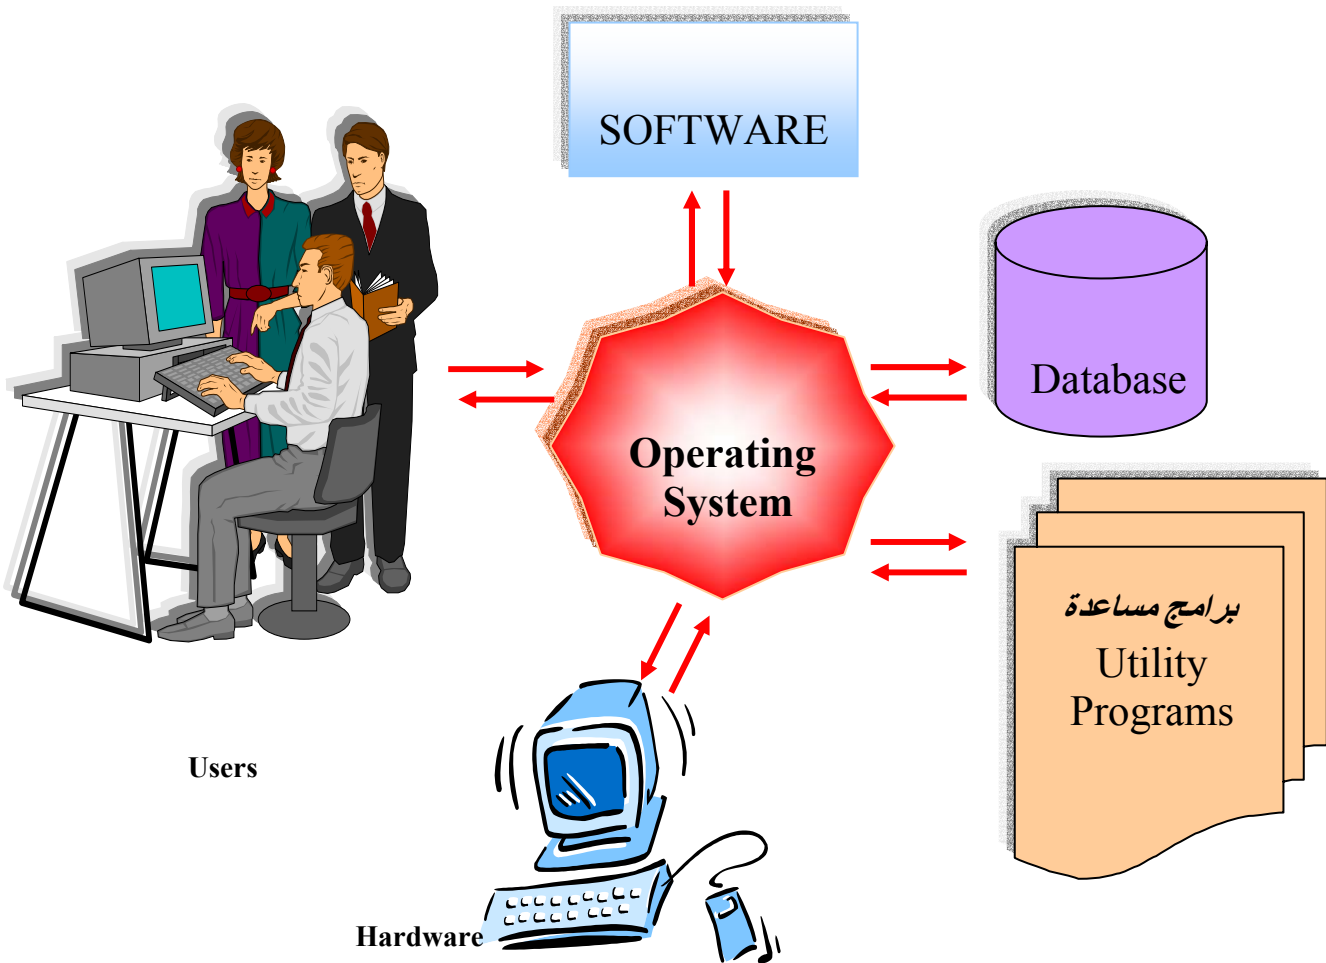 SOFTWARE
Database
Operating
System
برامج مساعدة
Utility
Programs
Users
Hardware